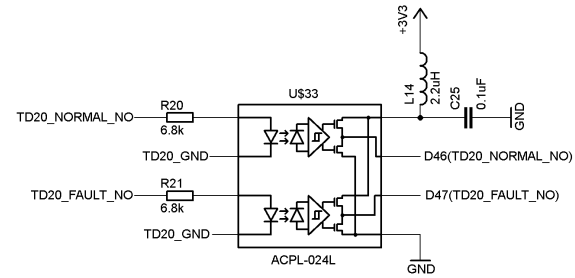 +3V3
L14
2.2uH
C25
0.1uF
GND
U$33
R20
TD20_NORMAL_NO
6.8k
TD20_GND
D46(TD20_NORMAL_NO)
R21
TD20_FAULT_NO
6.8k
D47(TD20_FAULT_NO)
TD20_GND
ACPL-024L
GND